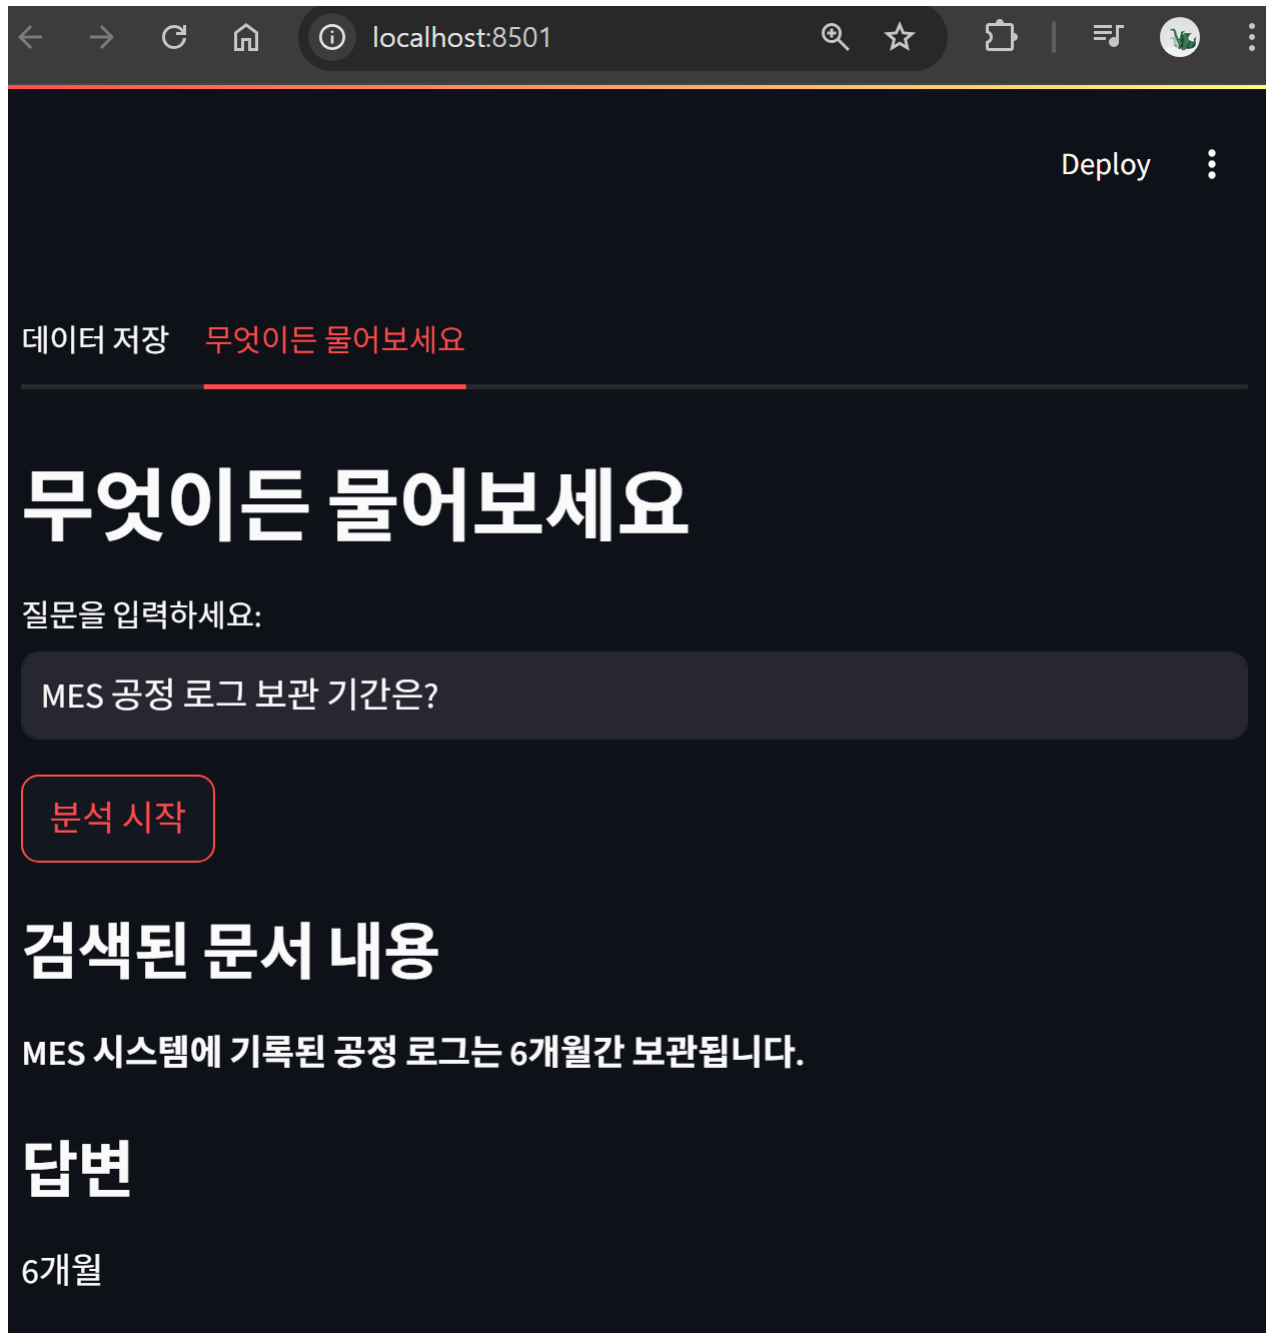 localhost:8501
Deploy
데이터 저장 무엇이든 물어보세요
무엇이든 물어보세요
질문을 입력하세요:
MES 공정 로그 보관 기간은?
분석 시작
검색된 문서 내용
MES 시스템에 기록된 공정 로그는 6개월간 보관됩니다.
답변
6개월